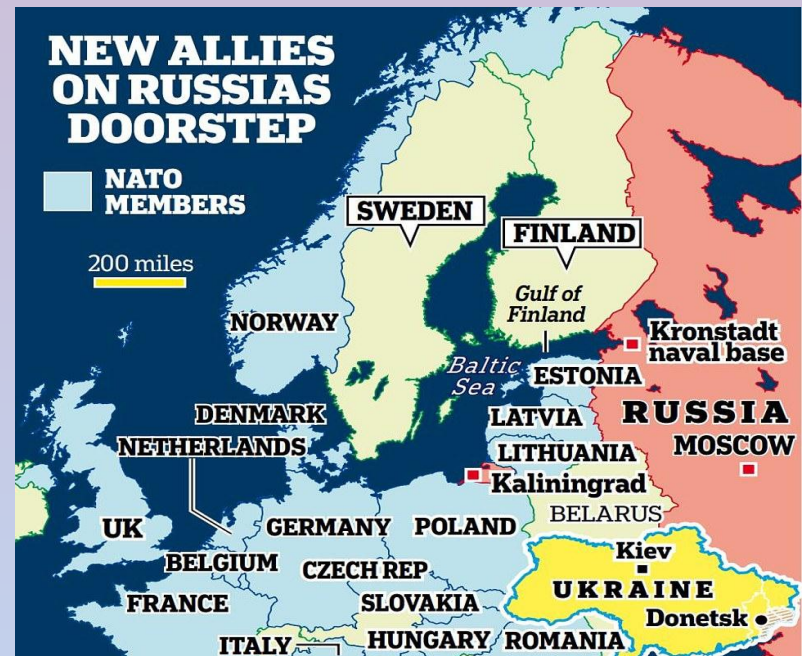 NEW ALLIES
ON RUSSIAS
DOORSTEP
NATO
MEMBERS
200 miles
SWEDEN
FINLAND
Gulf of
Finland
NORWAY
Kronstadt
naval base
Baltic
Sea
ESTONIA
DENMARK
LATVIA
RUSSIA
NETHERLANDS
LITHUANIA
MOSCOW
Kaliningrad
BELARUS
UK
GERMANY
POLAND
Kiev
BELGIUM
CZECH REP
UKRAINE
FRANCE
SLOVAKIA
Donetsk
ITALY
HUNGARY
ROMANIA